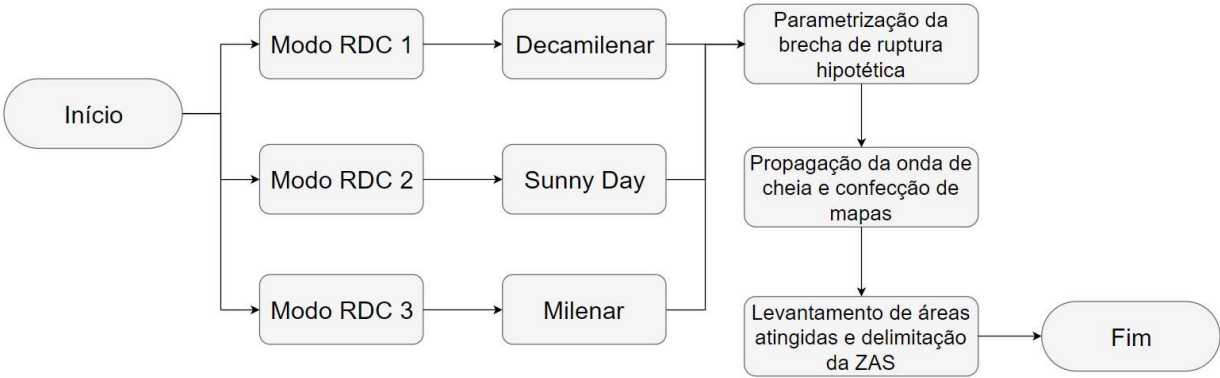 Início
Modo RDC 1
Decamilenar
Modo RDC 2
Sunny Day
Modo RDC 3
Milenar
Parametrização da
brecha de ruptura
hipotética
Propagação da onda de
cheia e confecção de
mapas
Levantamento de áreas
atingidas e delimitação
da ZAS
Fim